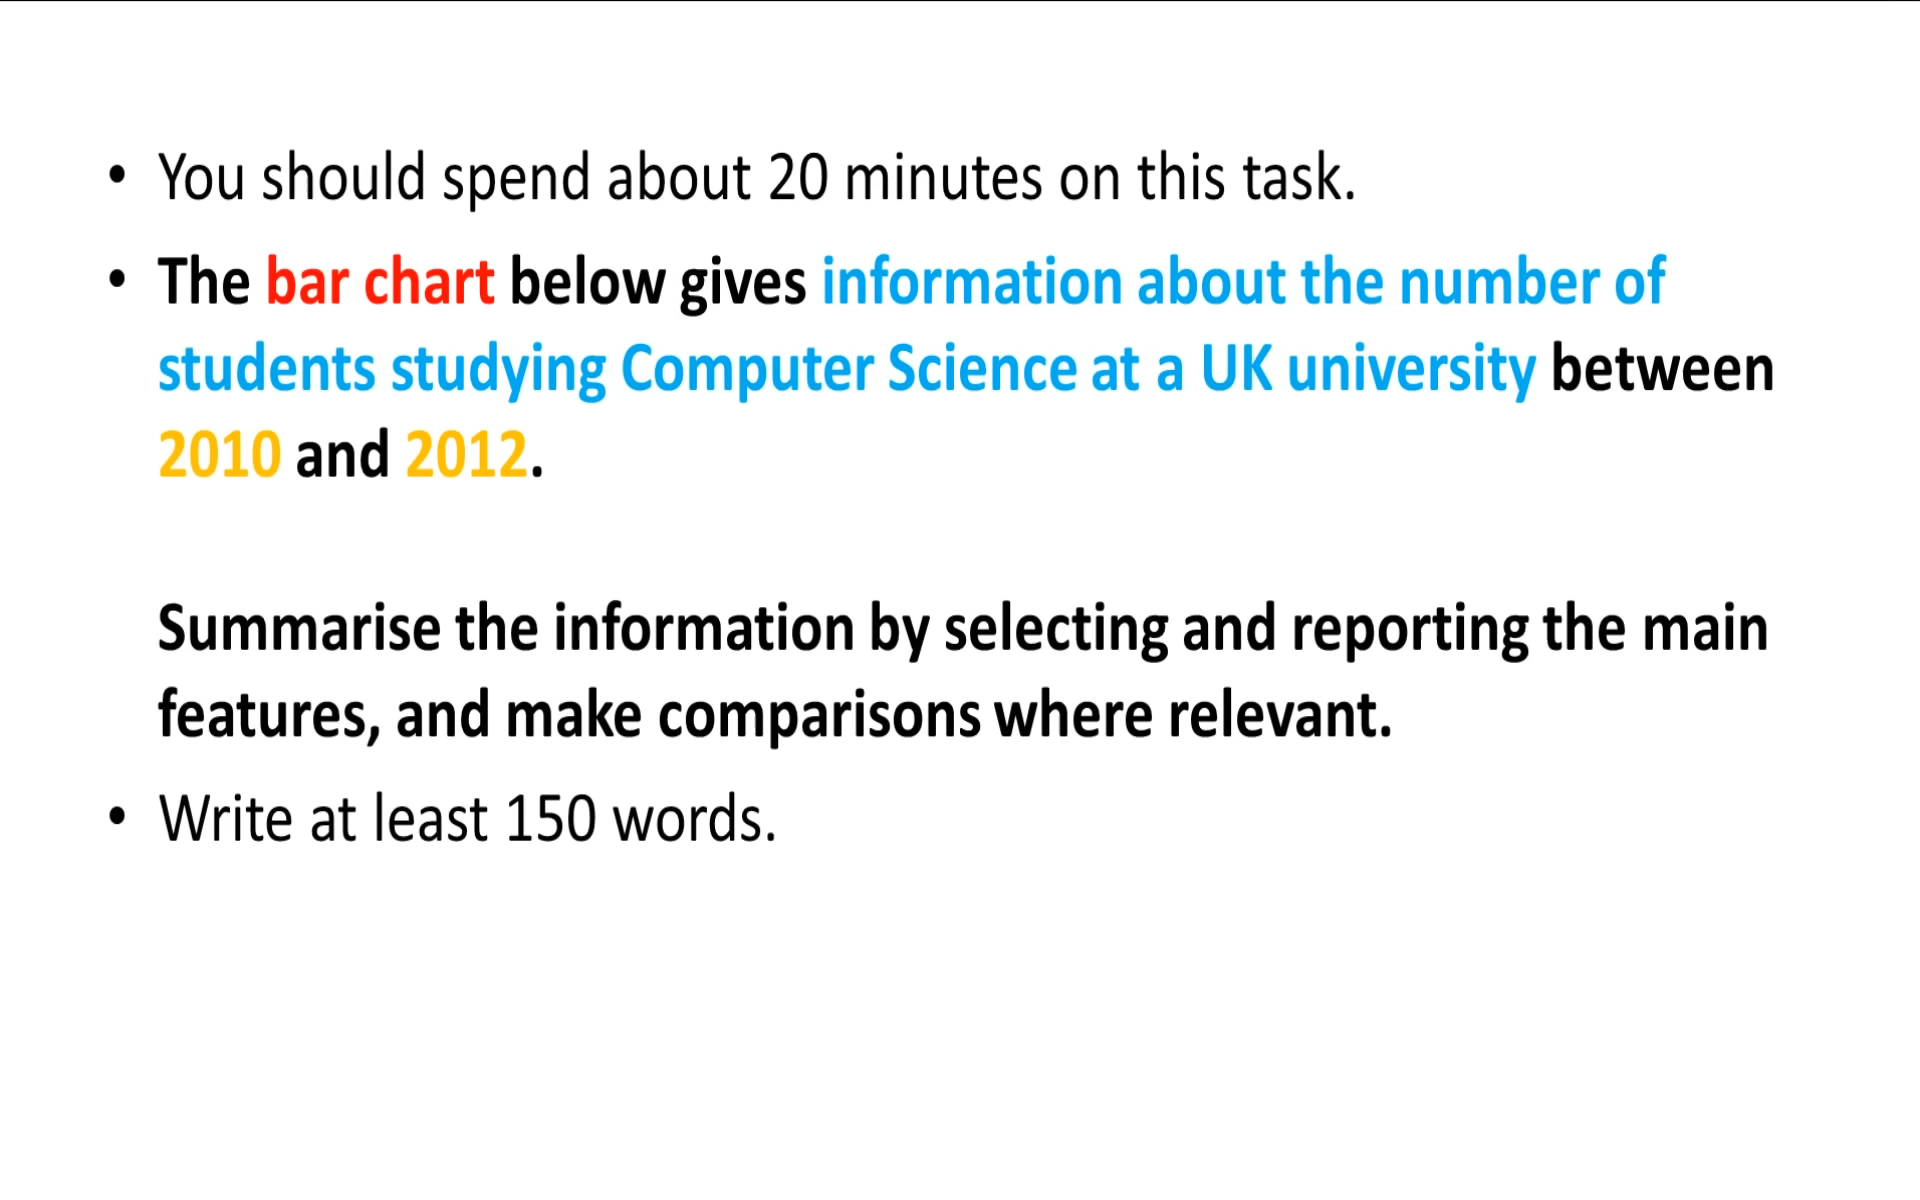 • You should spend about 20 minutes on this task.
• The bar chart below gives information about the number of
students studying Computer Science at a UK university between
2010 and 2012.
Summarise the information by selecting and reporting the main
features, and make comparisons where relevant.
• Write at least 150 words.